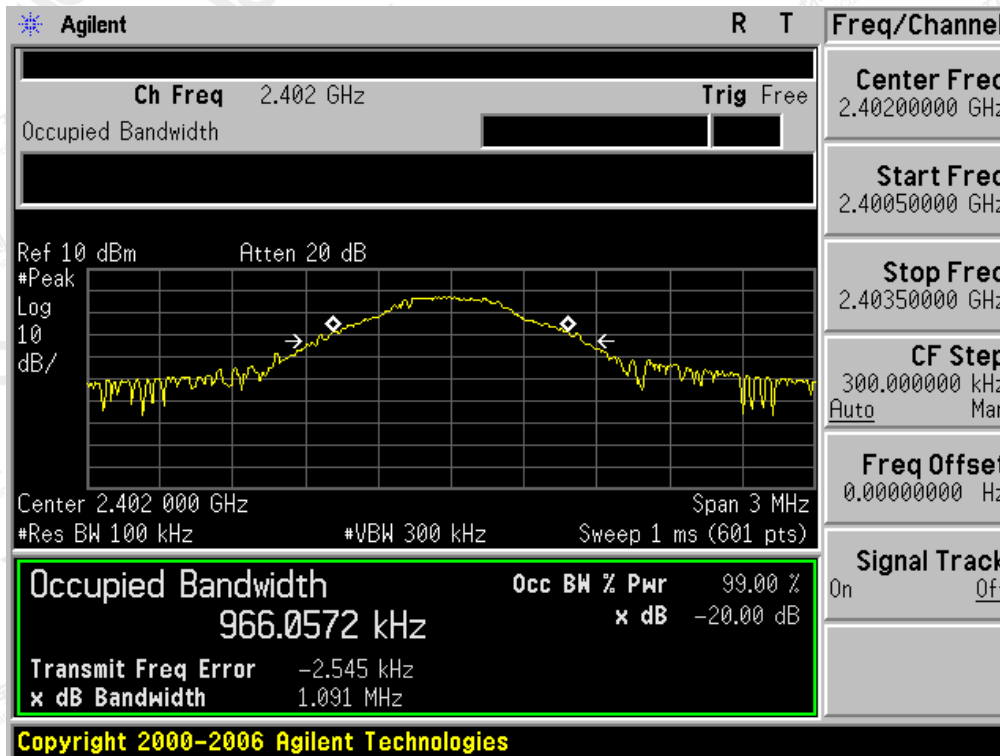 Agilent R T
Ch Freq 2.402 GHz Trig Free
Occupied Bandwidth
Ref 10 dBm Atten 20 dB
#Peak
Log
10
dB/
Center 2.402 000 GHz Span 3 MHz
#Res BW 100 kHz #VBW 300 kHz Sweep 1 ms (601 pts)
Occupied Bandwidth
966.0572 kHz
Occ BW % Pwr 99.00 %
x dB -20.00 dB
Transmit Freq Error -2.545 kHz
x dB Bandwidth 1.091 MHz
Copyright 2000-2006 Agilent Technologies
Freq/Channel
Center Freq
2.40200000 GHz
Start Freq
2.40050000 GHz
Stop Freq
2.40350000 GHz
CF Step
300.000000 kHz
Auto Man
Freq Offset
0.00000000 Hz
Signal Track
On Off